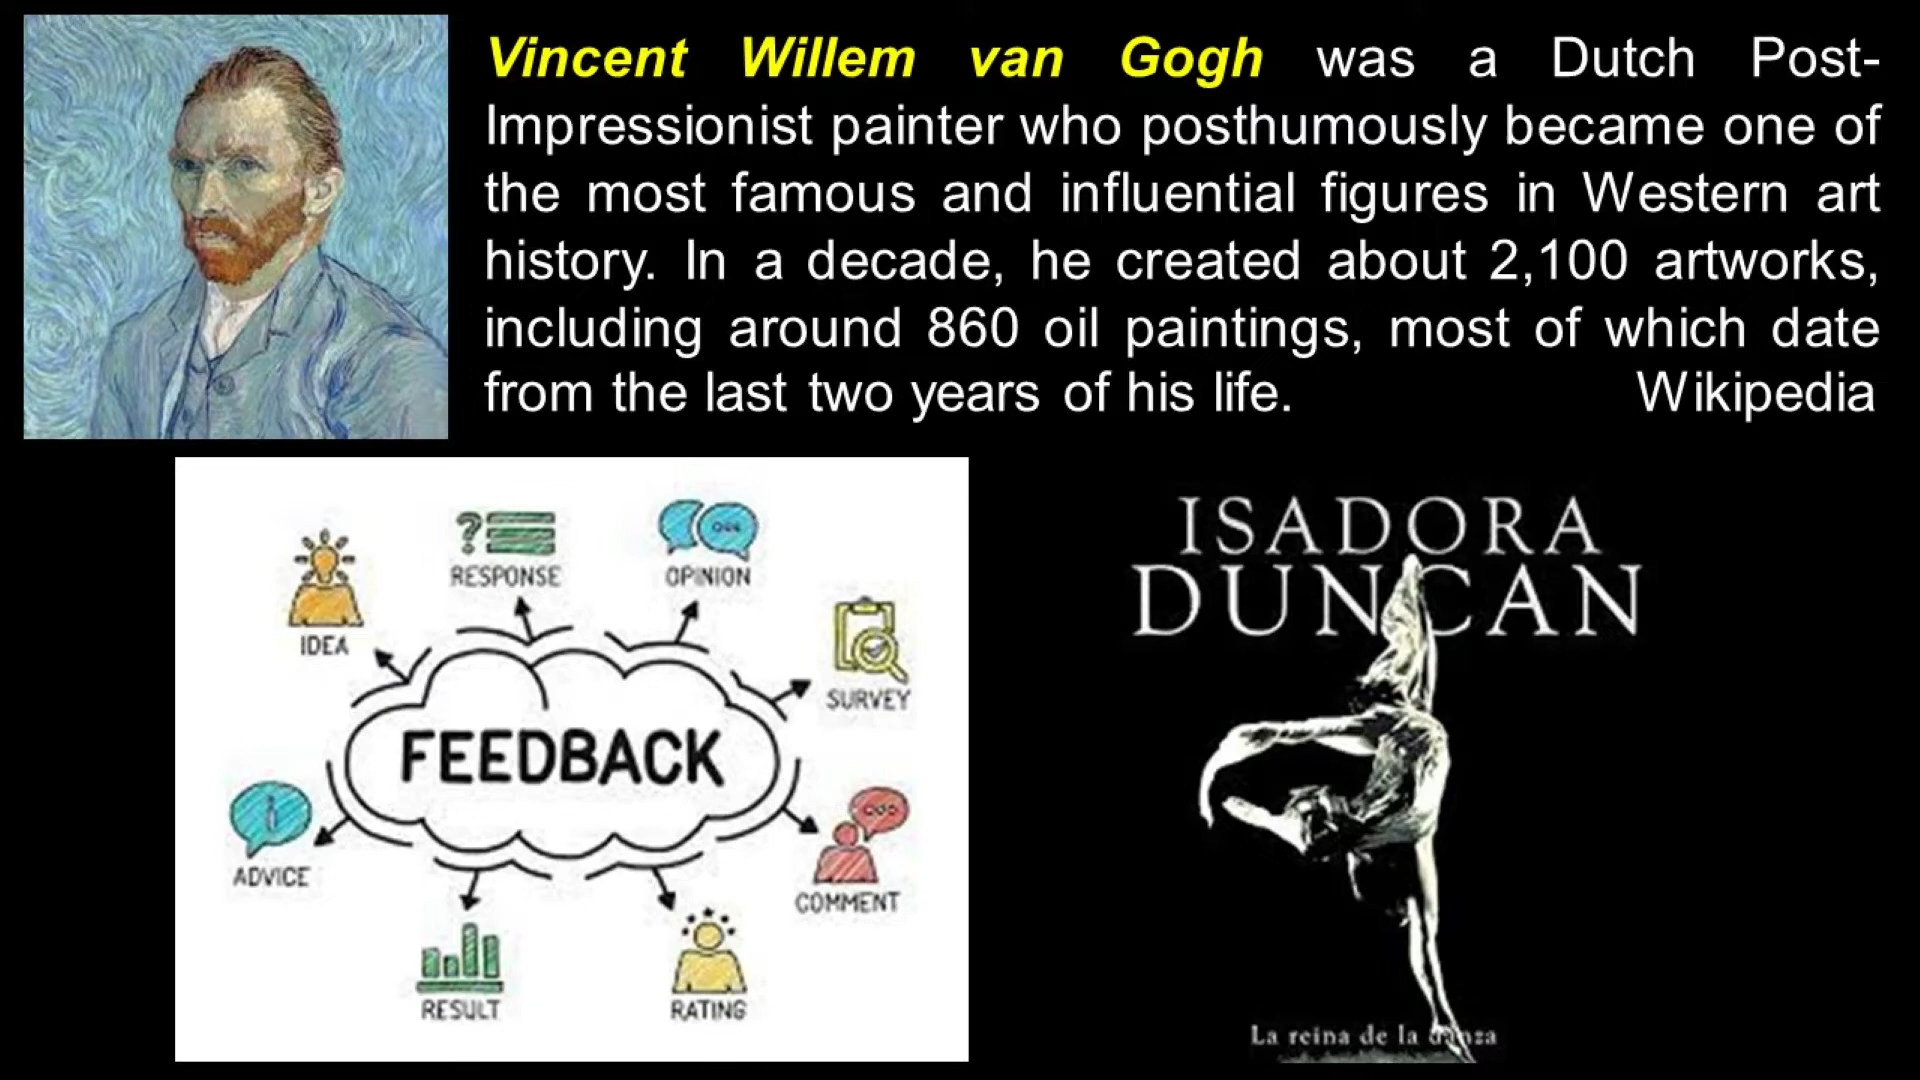 Vincent Willem van Gogh was a Dutch Post-
Impressionist painter who posthumously became one of
the most famous and influential figures in Western art
history. In a decade, he created about 2,100 artworks,
including around 860 oil paintings, most of which date
from the last two years of his life. Wikipedia
IDEA
RESPONSE
OPINION
SURVEY
FEEDBACK
ADVICE
COMMENT
RESULT
RATING
ISADORA
DUNCAN
La reina de la danza